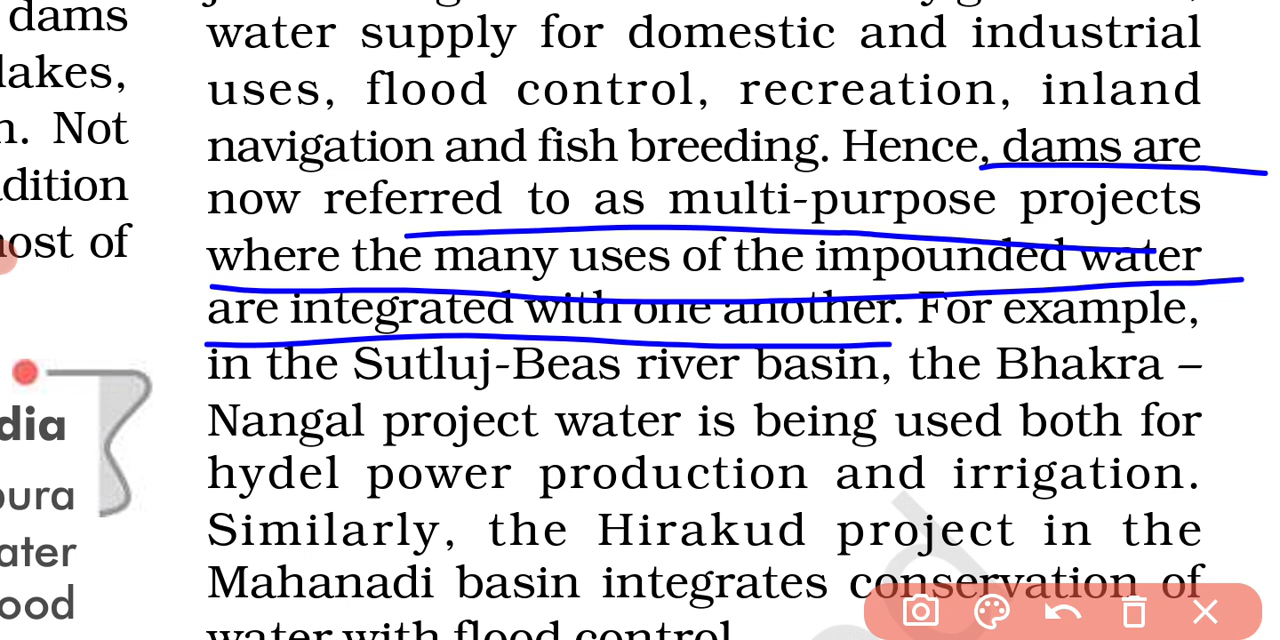 dams
lakes,
Not
ost of
dia
water supply for domestic and industrial
uses, flood control, recreation, inland
navigation and fish breeding. Hence, dams are
now referred to as multi-purpose projects
where the many uses of the impounded water
are integrated with one another. For example,
in the Sutluj-Beas river basin, the Bhakra –
Nangal project water is being used both for
hydel power production and irrigation.
Similarly, the Hirakud project in the
Mahanadi basin integrates conservation of
water with flood control.